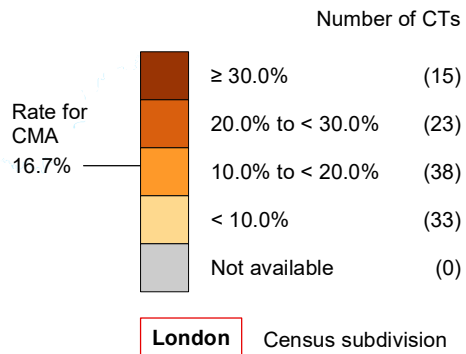 Number of CTs
≥ 30.0% (15)
20.0% to < 30.0% (23)
Rate for
CMA
16.7%
10.0% to < 20.0% (38)
< 10.0% (33)
Not available (0)
London Census subdivision